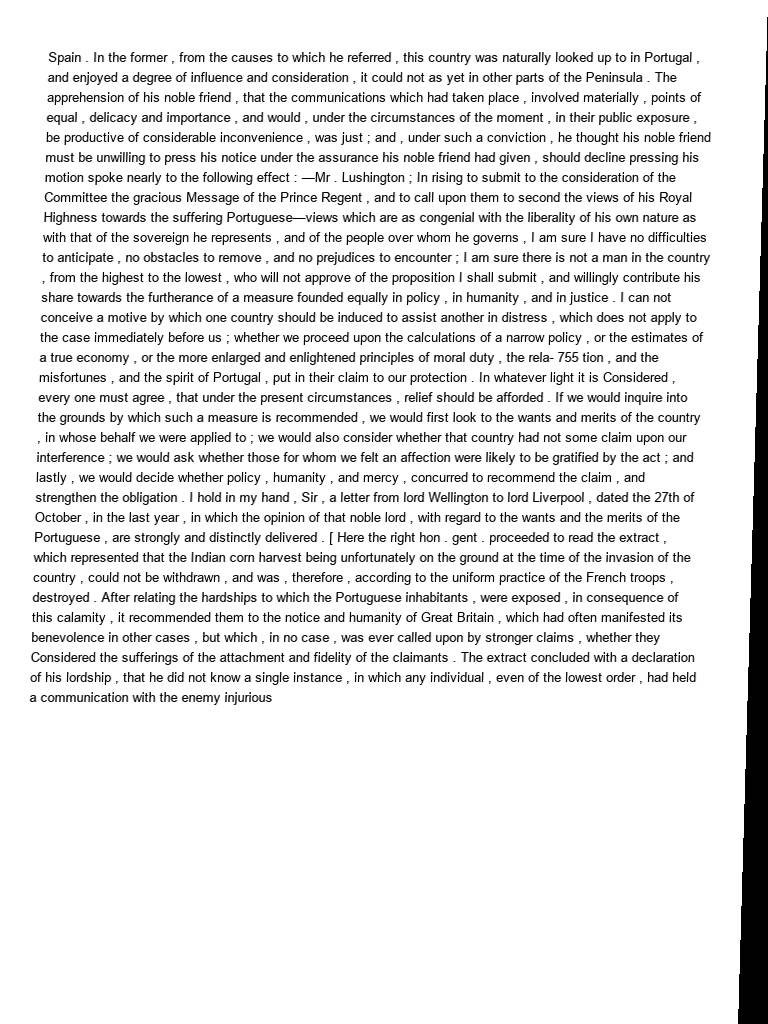 Spain . In the former , from the causes to which he referred , this country was naturally looked up to in Portugal ,
and enjoyed a degree of influence and consideration , it could not as yet in other parts of the Peninsula . The
apprehension of his noble friend , that the communications which had taken place , involved materially , points of
equal , delicacy and importance , and would , under the circumstances of the moment , in their public exposure ,
be productive of considerable inconvenience , was just ; and , under such a conviction , he thought his noble friend
must be unwilling to press his notice under the assurance his noble friend had given , should decline pressing his
motion spoke nearly to the following effect : —Mr . Lushington ; In rising to submit to the consideration of the
Committee the gracious Message of the Prince Regent , and to call upon them to second the views of his Royal
Highness towards the suffering Portuguese—views which are as congenial with the liberality of his own nature as
with that of the sovereign he represents , and of the people over whom he governs , I am sure I have no difficulties
to anticipate , no obstacles to remove , and no prejudices to encounter ; I am sure there is not a man in the country
, from the highest to the lowest , who will not approve of the proposition I shall submit , and willingly contribute his
share towards the furtherance of a measure founded equally in policy , in humanity , and in justice . I can not
conceive a motive by which one country should be induced to assist another in distress , which does not apply to
the case immediately before us ; whether we proceed upon the calculations of a narrow policy , or the estimates of
a true economy , or the more enlarged and enlightened principles of moral duty , the rela- 755 tion , and the
misfortunes , and the spirit of Portugal , put in their claim to our protection . In whatever light it is Considered ,
every one must agree , that under the present circumstances , relief should be afforded . If we would inquire into
the grounds by which such a measure is recommended , we would first look to the wants and merits of the country
, in whose behalf we were applied to ; we would also consider whether that country had not some claim upon our
interference ; we would ask whether those for whom we felt an affection were likely to be gratified by the act ; and
lastly , we would decide whether policy , humanity , and mercy , concurred to recommend the claim , and
strengthen the obligation . I hold in my hand , Sir , a letter from lord Wellington to lord Liverpool , dated the 27th of
October , in the last year , in which the opinion of that noble lord , with regard to the wants and the merits of the
Portuguese , are strongly and distinctly delivered . [ Here the right hon . gent . proceeded to read the extract ,
which represented that the Indian corn harvest being unfortunately on the ground at the time of the invasion of the
country , could not be withdrawn , and was , therefore , according to the uniform practice of the French troops ,
destroyed . After relating the hardships to which the Portuguese inhabitants , were exposed , in consequence of
this calamity , it recommended them to the notice and humanity of Great Britain , which had often manifested its
benevolence in other cases , but which , in no case , was ever called upon by stronger claims , whether they
Considered the sufferings of the attachment and fidelity of the claimants . The extract concluded with a declaration
of his lordship , that he did not know a single instance , in which any individual , even of the lowest order , had held
a communication with the enemy injurious